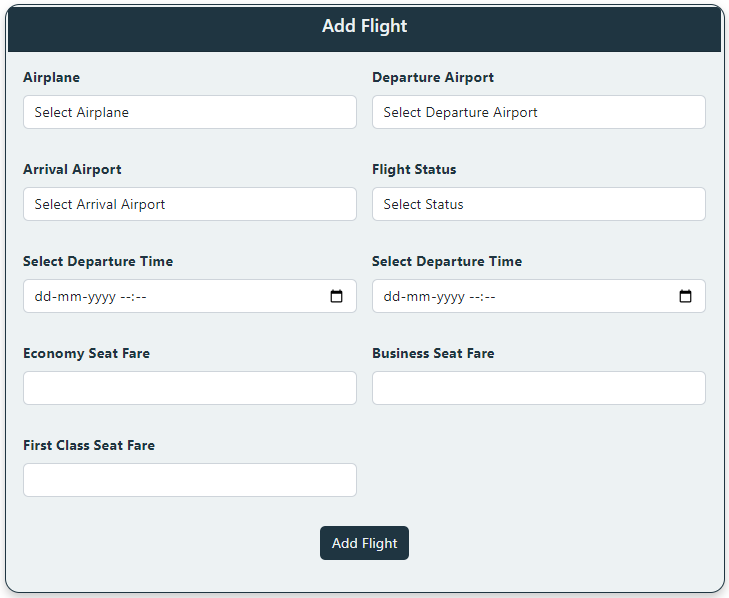 Add Flight
Airplane Departure Airport
Select Airplane Select Departure Airport
Arrival Airport Flight Status
Select Arrival Airport Select Status
Select Departure Time Select Departure Time
dd-mm-yyyy --:-- dd-mm-yyyy --:--
Economy Seat Fare Business Seat Fare
First Class Seat Fare
Add Flight